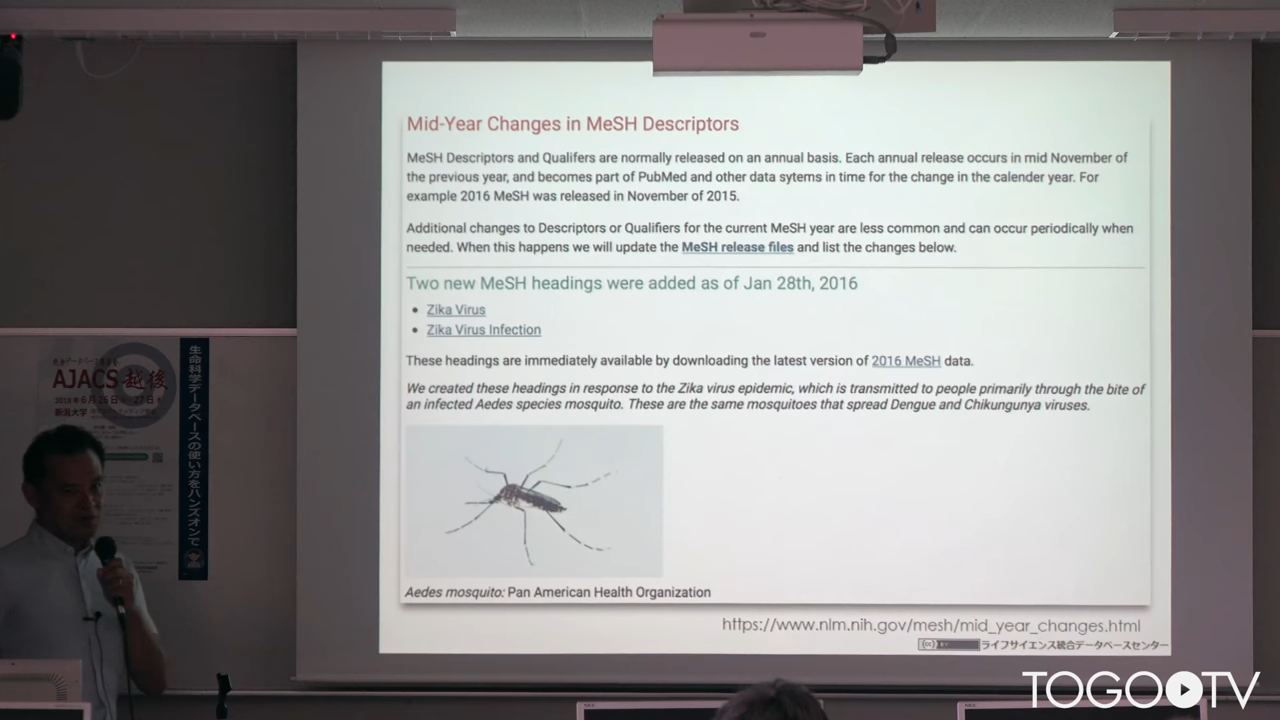 Mid-Year Changes in MeSH Descriptors
MeSH Descriptors and Qualifers are normally released on an annual basis. Each annual release occurs in mid November of
the previous year, and becomes part of PubMed and other data sytems in time for the change in the calender year. For
example 2016 MeSH was released in November of 2015.
Additional changes to Descriptors or Qualifiers for the current MeSH year are less common and can occur periodically when
needed. When this happens we will update the MeSH release files and list the changes below.
Two new MeSH headings were added as of Jan 28th, 2016
• Zika Virus
• Zika Virus Infection
These headings are immediately available by downloading the latest version of 2016 MeSH data.
We created these headings in response to the Zika virus epidemic, which is transmitted to people primarily through the bite of
an infected Aedes species mosquito. These are the same mosquitoes that spread Dengue and Chikungunya viruses.
Aedes mosquito: Pan American Health Organization
https://www.nlm.nih.gov/mesh/mid_year_changes.html
ライフサイエンス統合データベースセンター
AJACS越後
新潟大学
生命科学データベースの使い方をハンズオンで
TOGO TV